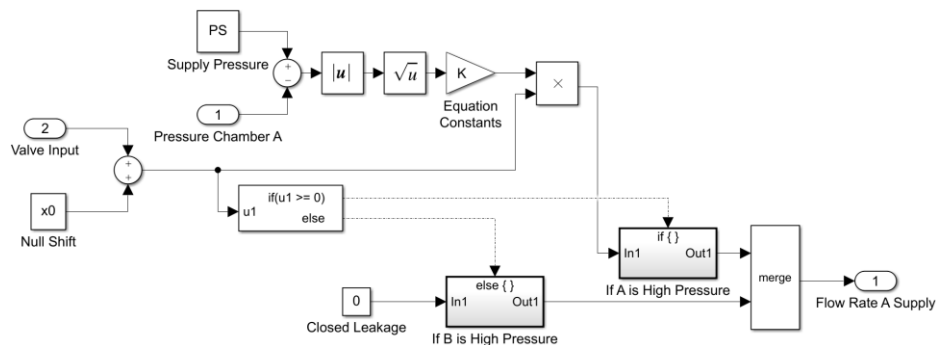 PS
Supply Pressure
+
−
|u|
√u
K
Equation
Constants
×
1
Pressure Chamber A
2
Valve Input
+
+
x0
Null Shift
u1
if(u1 >= 0)
else
if { }
In1
Out1
If A is High Pressure
else { }
In1
Out1
If B is High Pressure
0
Closed Leakage
merge
1
Flow Rate A Supply